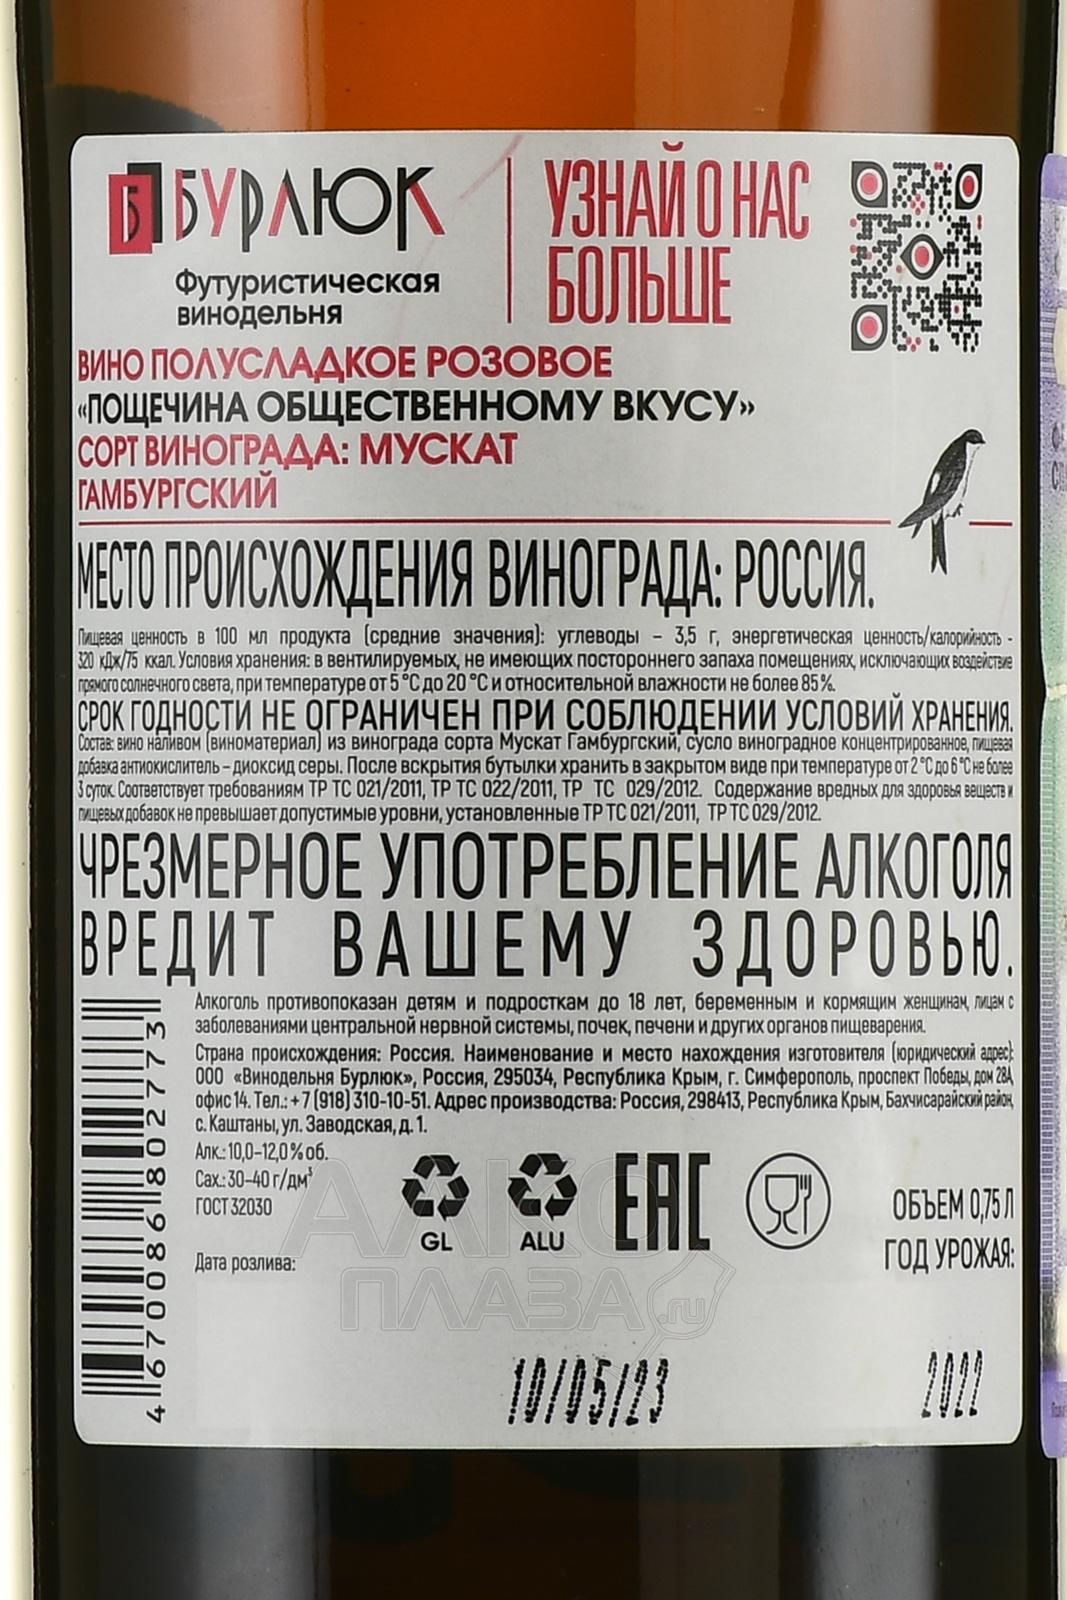 Б БУРЛЮК
Футуристическая
винодельня
УЗНАЙ О НАС
БОЛЬШЕ
ВИНО ПОЛУСЛАДКОЕ РОЗОВОЕ
«ПОЩЕЧИНА ОБЩЕСТВЕННОМУ ВКУСУ»
СОРТ ВИНОГРАДА: МУСКАТ
ГАМБУРГСКИЙ
МЕСТО ПРОИСХОЖДЕНИЯ ВИНОГРАДА: РОССИЯ.
Пищевая ценность в 100 мл продукта (средние значения): углеводы – 3,5 г, энергетическая ценность/калорийность -
320 кДж/75 ккал. Условия хранения: в вентилируемых, не имеющих постороннего запаха помещениях, исключающих воздействие
прямого солнечного света, при температуре от 5 °С до 20 °С и относительной влажности не более 85 %.
СРОК ГОДНОСТИ НЕ ОГРАНИЧЕН ПРИ СОБЛЮДЕНИИ УСЛОВИЙ ХРАНЕНИЯ.
Состав: вино наливом (виноматериал) из винограда сорта Мускат Гамбургский, сусло виноградное концентрированное, пищевая
добавка антиокислитель – диоксид серы. После вскрытия бутылки хранить в закрытом виде при температуре от 2 °С до 6 °С не более
3 суток. Соответствует требованиям ТР ТС 021/2011, ТР ТС 022/2011, ТР ТС 029/2012. Содержание вредных для здоровья веществ и
пищевых добавок не превышает допустимые уровни, установленные ТР ТС 021/2011, ТР ТС 029/2012.
ЧРЕЗМЕРНОЕ УПОТРЕБЛЕНИЕ АЛКОГОЛЯ
ВРЕДИТ ВАШЕМУ ЗДОРОВЬЮ.
Алкоголь противопоказан детям и подросткам до 18 лет, беременным и кормящим женщинам, лицам с
заболеваниями центральной нервной системы, почек, печени и других органов пищеварения.
Страна происхождения: Россия. Наименование и место нахождения изготовителя (юридический адрес):
ООО «Винодельня Бурлюк», Россия, 295034, Республика Крым, г. Симферополь, проспект Победы, дом 28А,
офис 14. Тел.: +7 (918) 310-10-51. Адрес производства: Россия, 298413, Республика Крым, Бахчисарайский район,
с. Каштаны, ул. Заводская, д. 1.
Алк.: 10,0–12,0 % об.
Сах.: 30–40 г/дм³
ГОСТ 32030
GL
ALU
EAC
ОБЪЕМ 0,75 Л
ГОД УРОЖАЯ:
Дата розлива:
10/05/23
2022
4670086802773
АЛКО
ПЛАЗА.ru